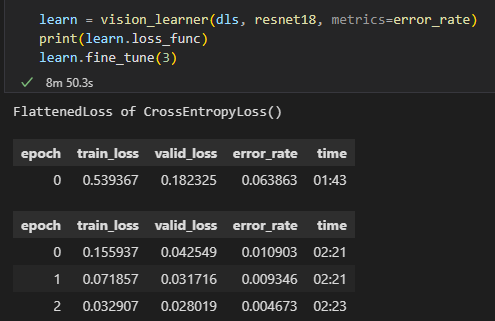 learn = vision_learner(dls, resnet18, metrics=error_rate)
print(learn.loss_func)
learn.fine_tune(3)
8m 50.3s
FlattenedLoss of CrossEntropyLoss()
epoch train_loss valid_loss error_rate time
0 0.539367 0.182325 0.063863 01:43
epoch train_loss valid_loss error_rate time
0 0.155937 0.042549 0.010903 02:21
1 0.071857 0.031716 0.009346 02:21
2 0.032907 0.028019 0.004673 02:23